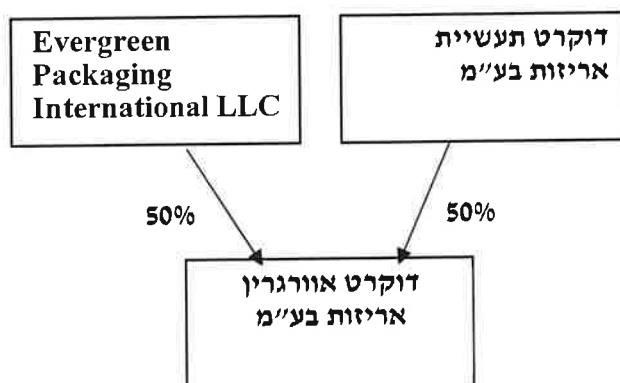 Evergreen
Packaging
International LLC
דוקרט תעשיית
אריזות בע״מ
50%
50%
דוקרט אוורגרין
אריזות בע״מ